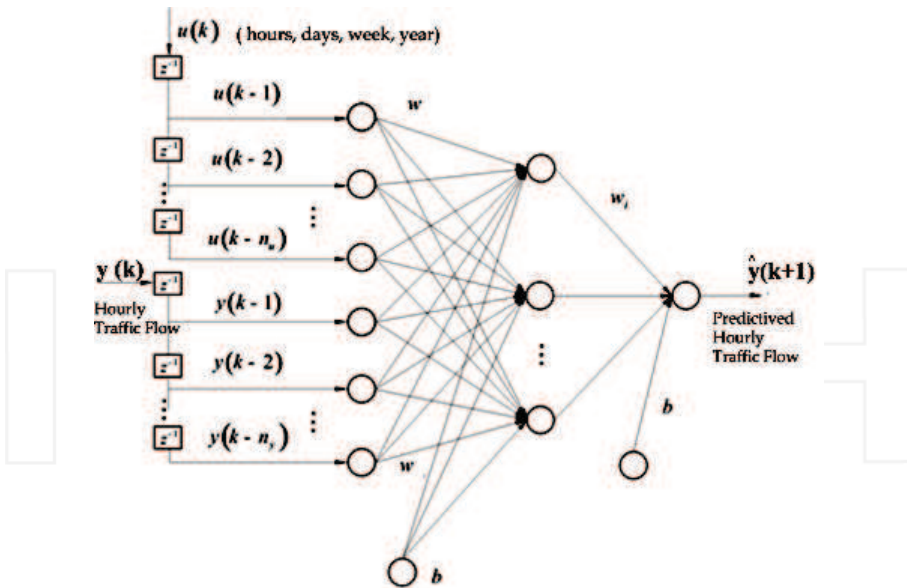 u(k) ( hours, days, week, year)
z⁻¹
u(k - 1)
w
z⁻¹
u(k - 2)
⋮
⋮
wᵢ
z⁻¹
u(k - nᵤ)
y (k)
z⁻¹
ŷ(k+1)
Hourly
Traffic Flow
y(k - 1)
Predictived
Hourly
Traffic Flow
z⁻¹
y(k - 2)
⋮
⋮
⋮
b
z⁻¹
y(k - nᵧ)
w
b